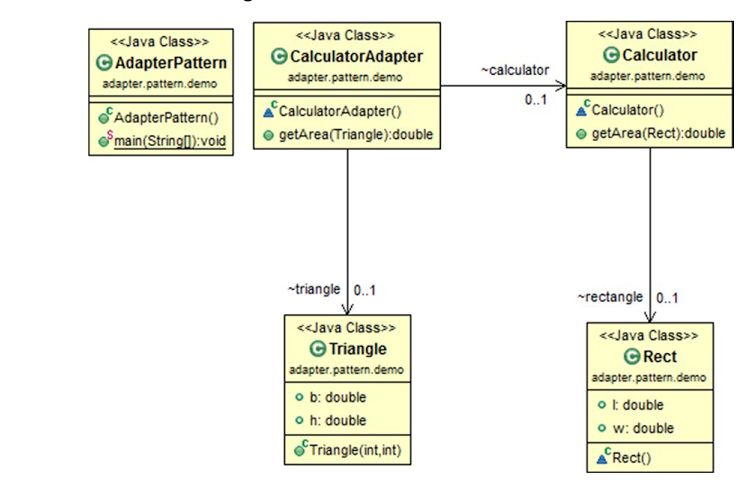 <<Java Class>>
AdapterPattern
adapter.pattern.demo
AdapterPattern()
main(String[]):void
<<Java Class>>
CalculatorAdapter
adapter.pattern.demo
CalculatorAdapter()
getArea(Triangle):double
~calculator
0..1
<<Java Class>>
Calculator
adapter.pattern.demo
Calculator()
getArea(Rect):double
~triangle 0..1
<<Java Class>>
Triangle
adapter.pattern.demo
b: double
h: double
Triangle(int,int)
~rectangle 0..1
<<Java Class>>
Rect
adapter.pattern.demo
l: double
w: double
Rect()